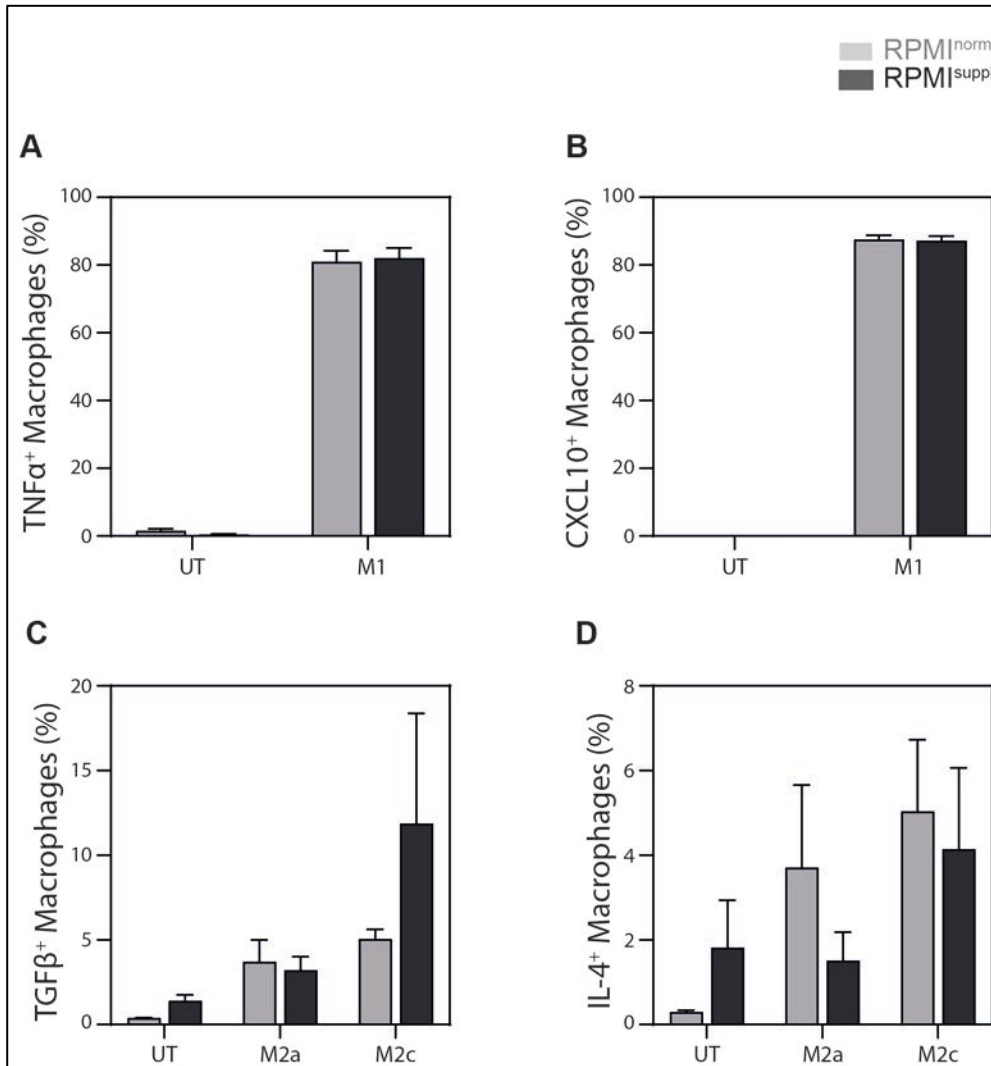 RPMI^norm
RPMI^suppl
A
B
TNFα⁺ Macrophages (%)
100
80
60
40
20
0
UT M1
CXCL10⁺ Macrophages (%)
100
80
60
40
20
0
UT M1
C
D
TGFβ⁺ Macrophages (%)
20
15
10
5
0
UT M2a M2c
IL-4⁺ Macrophages (%)
8
6
4
2
0
UT M2a M2c